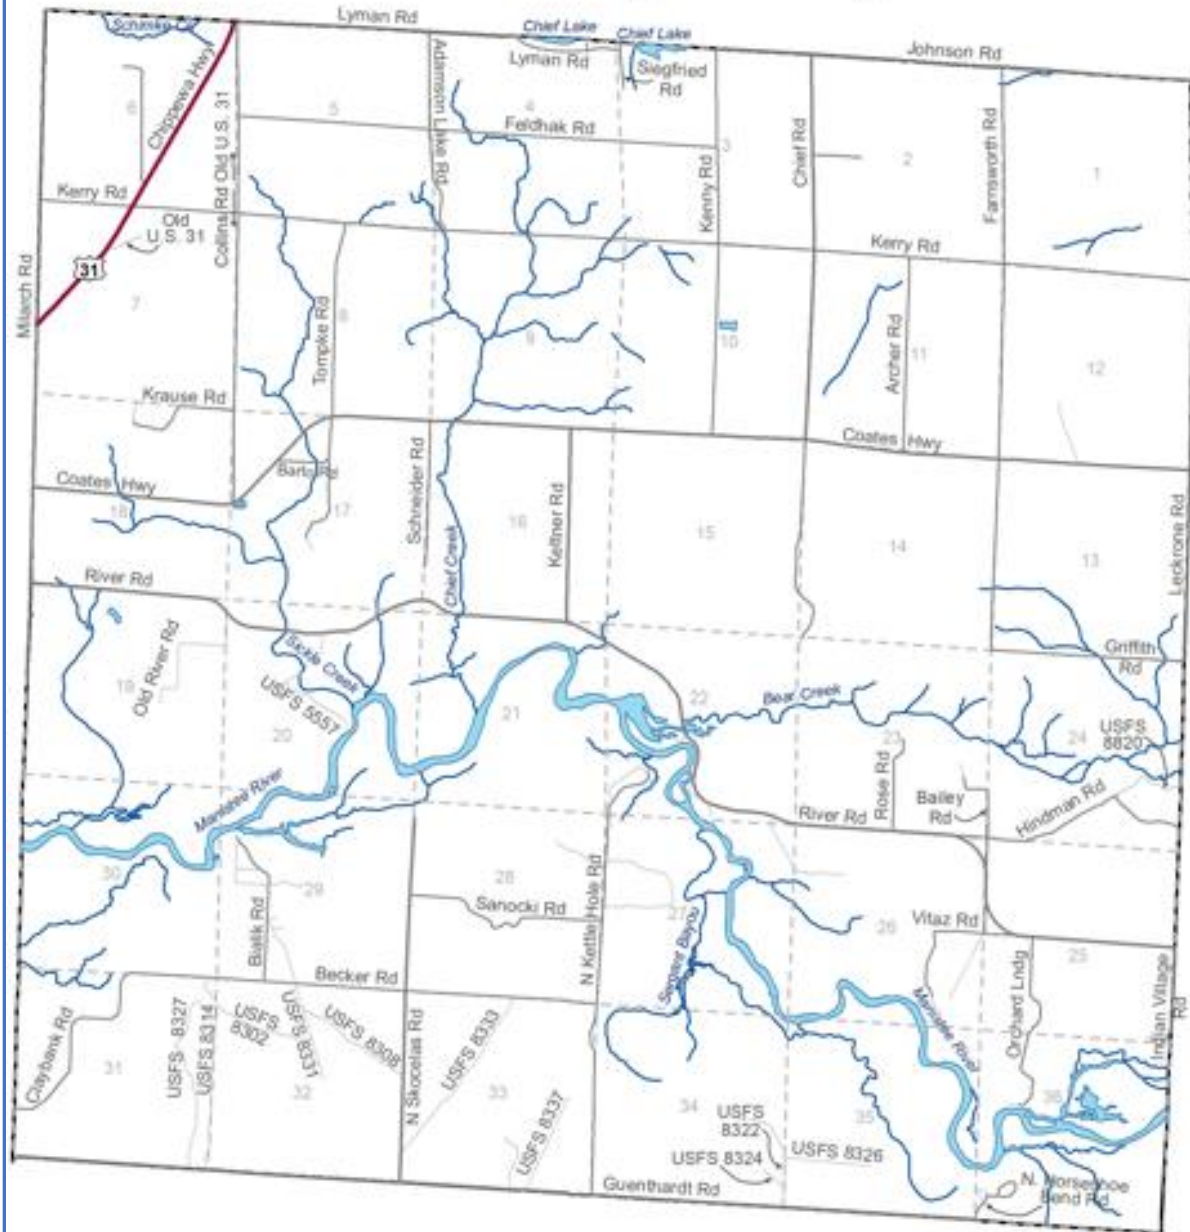 Lyman Rd
Chief Lake
Chief Lake
Johnson Rd
Lyman Rd
Siegfried
Rd
Chippewa Hwy
Collins Rd Old U.S. 31
Adamson Lake Rd
6
5
4
Feldhak Rd
3
Kenny Rd
Chief Rd
2
Farnsworth Rd
1
Kerry Rd
Old
U.S. 31
31
Milarch Rd
Kerry Rd
7
Tompke Rd
8
9
10
Archer Rd
11
12
Krause Rd
Coates Hwy
Coates Hwy
18
17
Schneider Rd
16
Kettner Rd
15
14
13
Leckrone Rd
Chief Creek
River Rd
Sickle Creek
Griffith
Rd
Old River Rd
19
USFS 5557
20
21
22
Bear Creek
23
24
USFS
8820
Manistee River
Rose Rd
Bailey
Rd
Hindman Rd
River Rd
30
29
28
27
26
25
Sanocki Rd
N Kettle Hole Rd
Vitaz Rd
Bialik Rd
Becker Rd
Sergant Bayou
Manistee River
Orchard Lndg
Indian Village
Rd
Claybank Rd
31
USFS 8327
USFS 8314
USFS
8302
USFS 8331
USFS 8308
32
N Skocelas Rd
USFS 8333
33
USFS 8337
34
USFS
8322
USFS 8324
35
USFS 8326
36
Guenthardt Rd
N. Horseshoe
Bend Rd